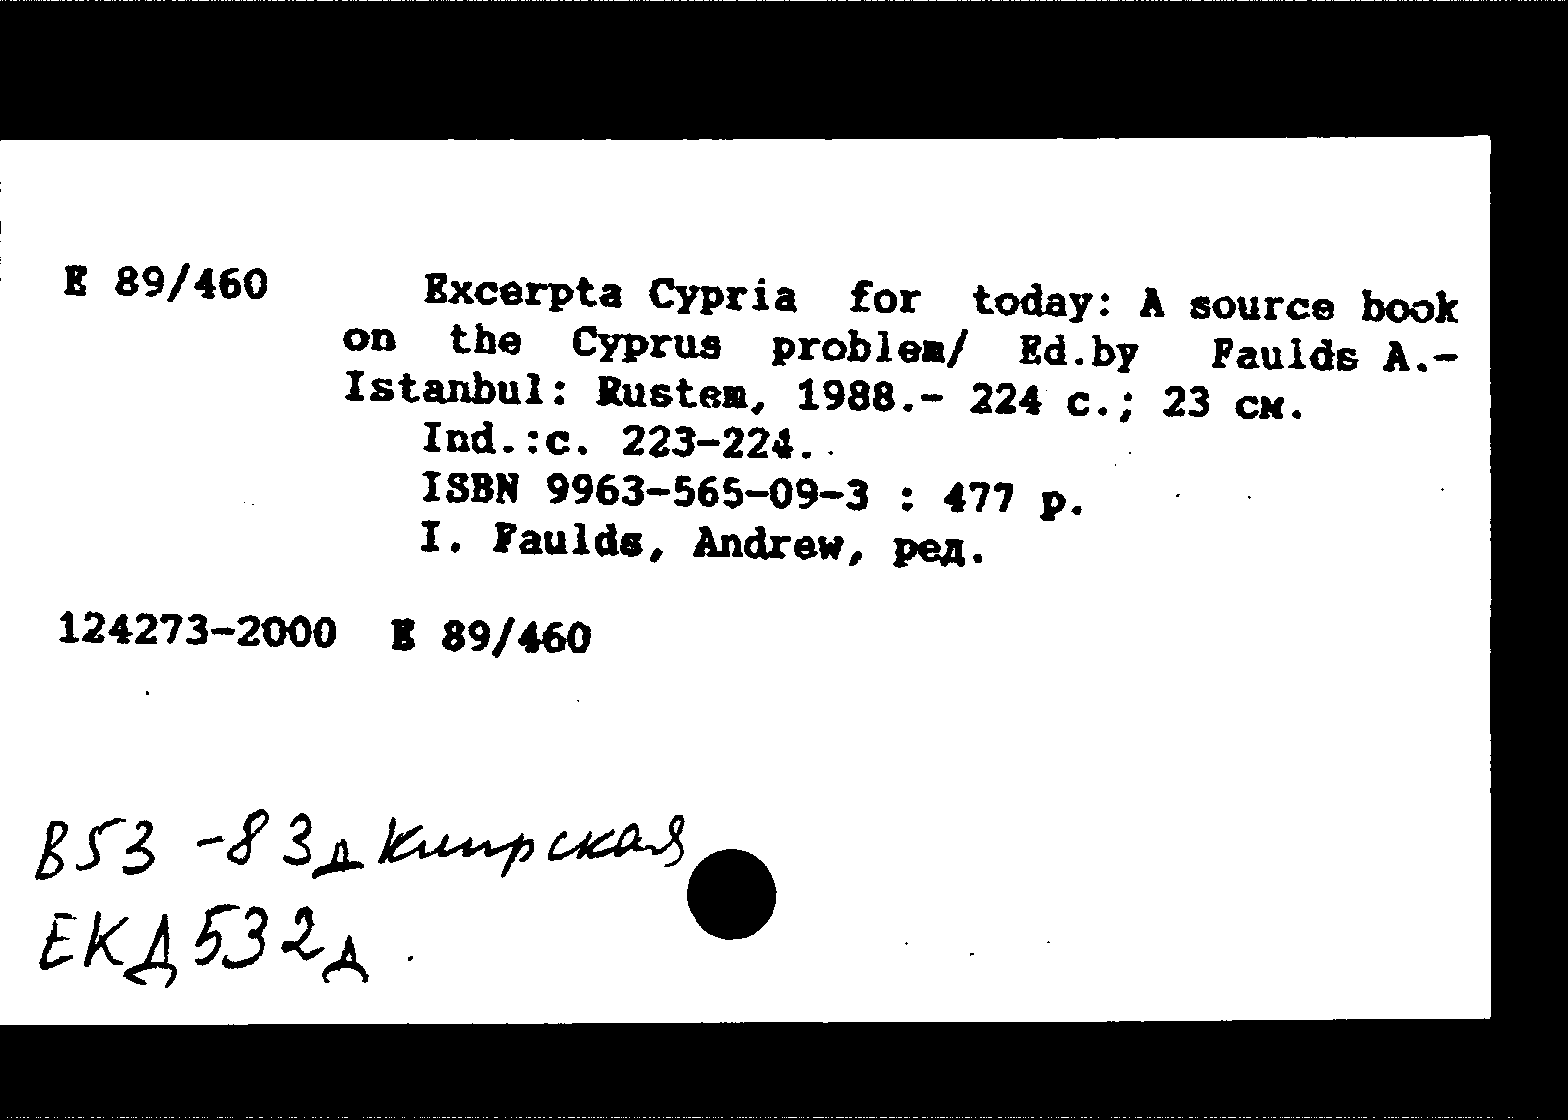 E 89/460 Excerpta Cypria for today: A source book
on the Cyprus problem/ Ed.by Faulds A.-
Istanbul: Rustem, 1988.- 224 с.; 23 см.
Ind.:с. 223-224.
ISBN 9963-565-09-3 : 477 р.
I. Faulds, Andrew, ред.
124273-2000 E 89/460
В53 -83д Кипрская
ЕКД 532д